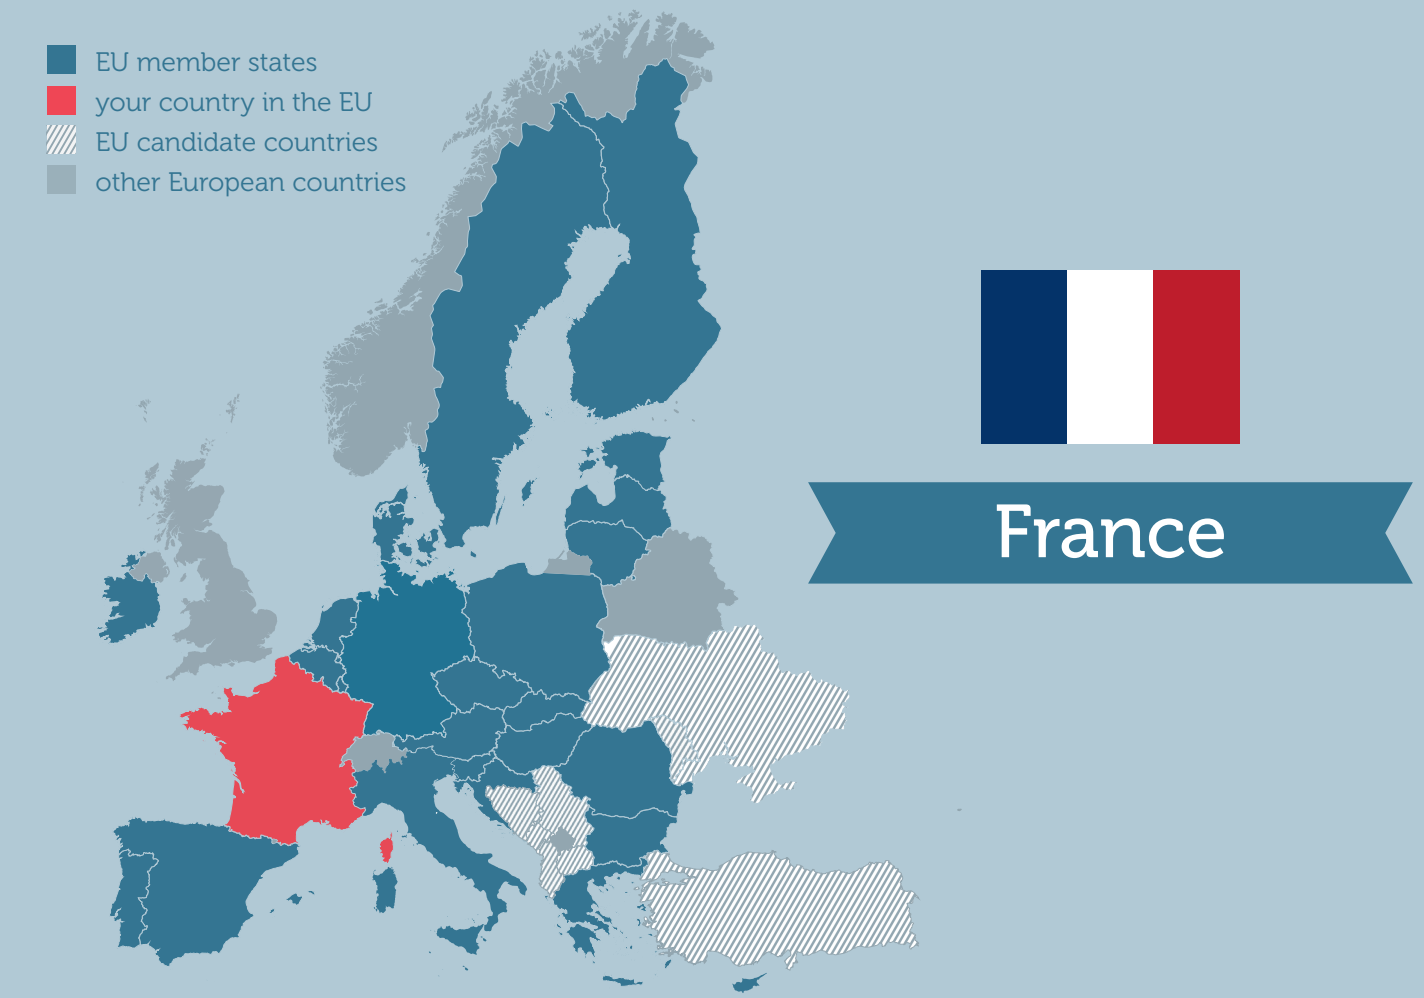 EU member states
your country in the EU
EU candidate countries
other European countries
France